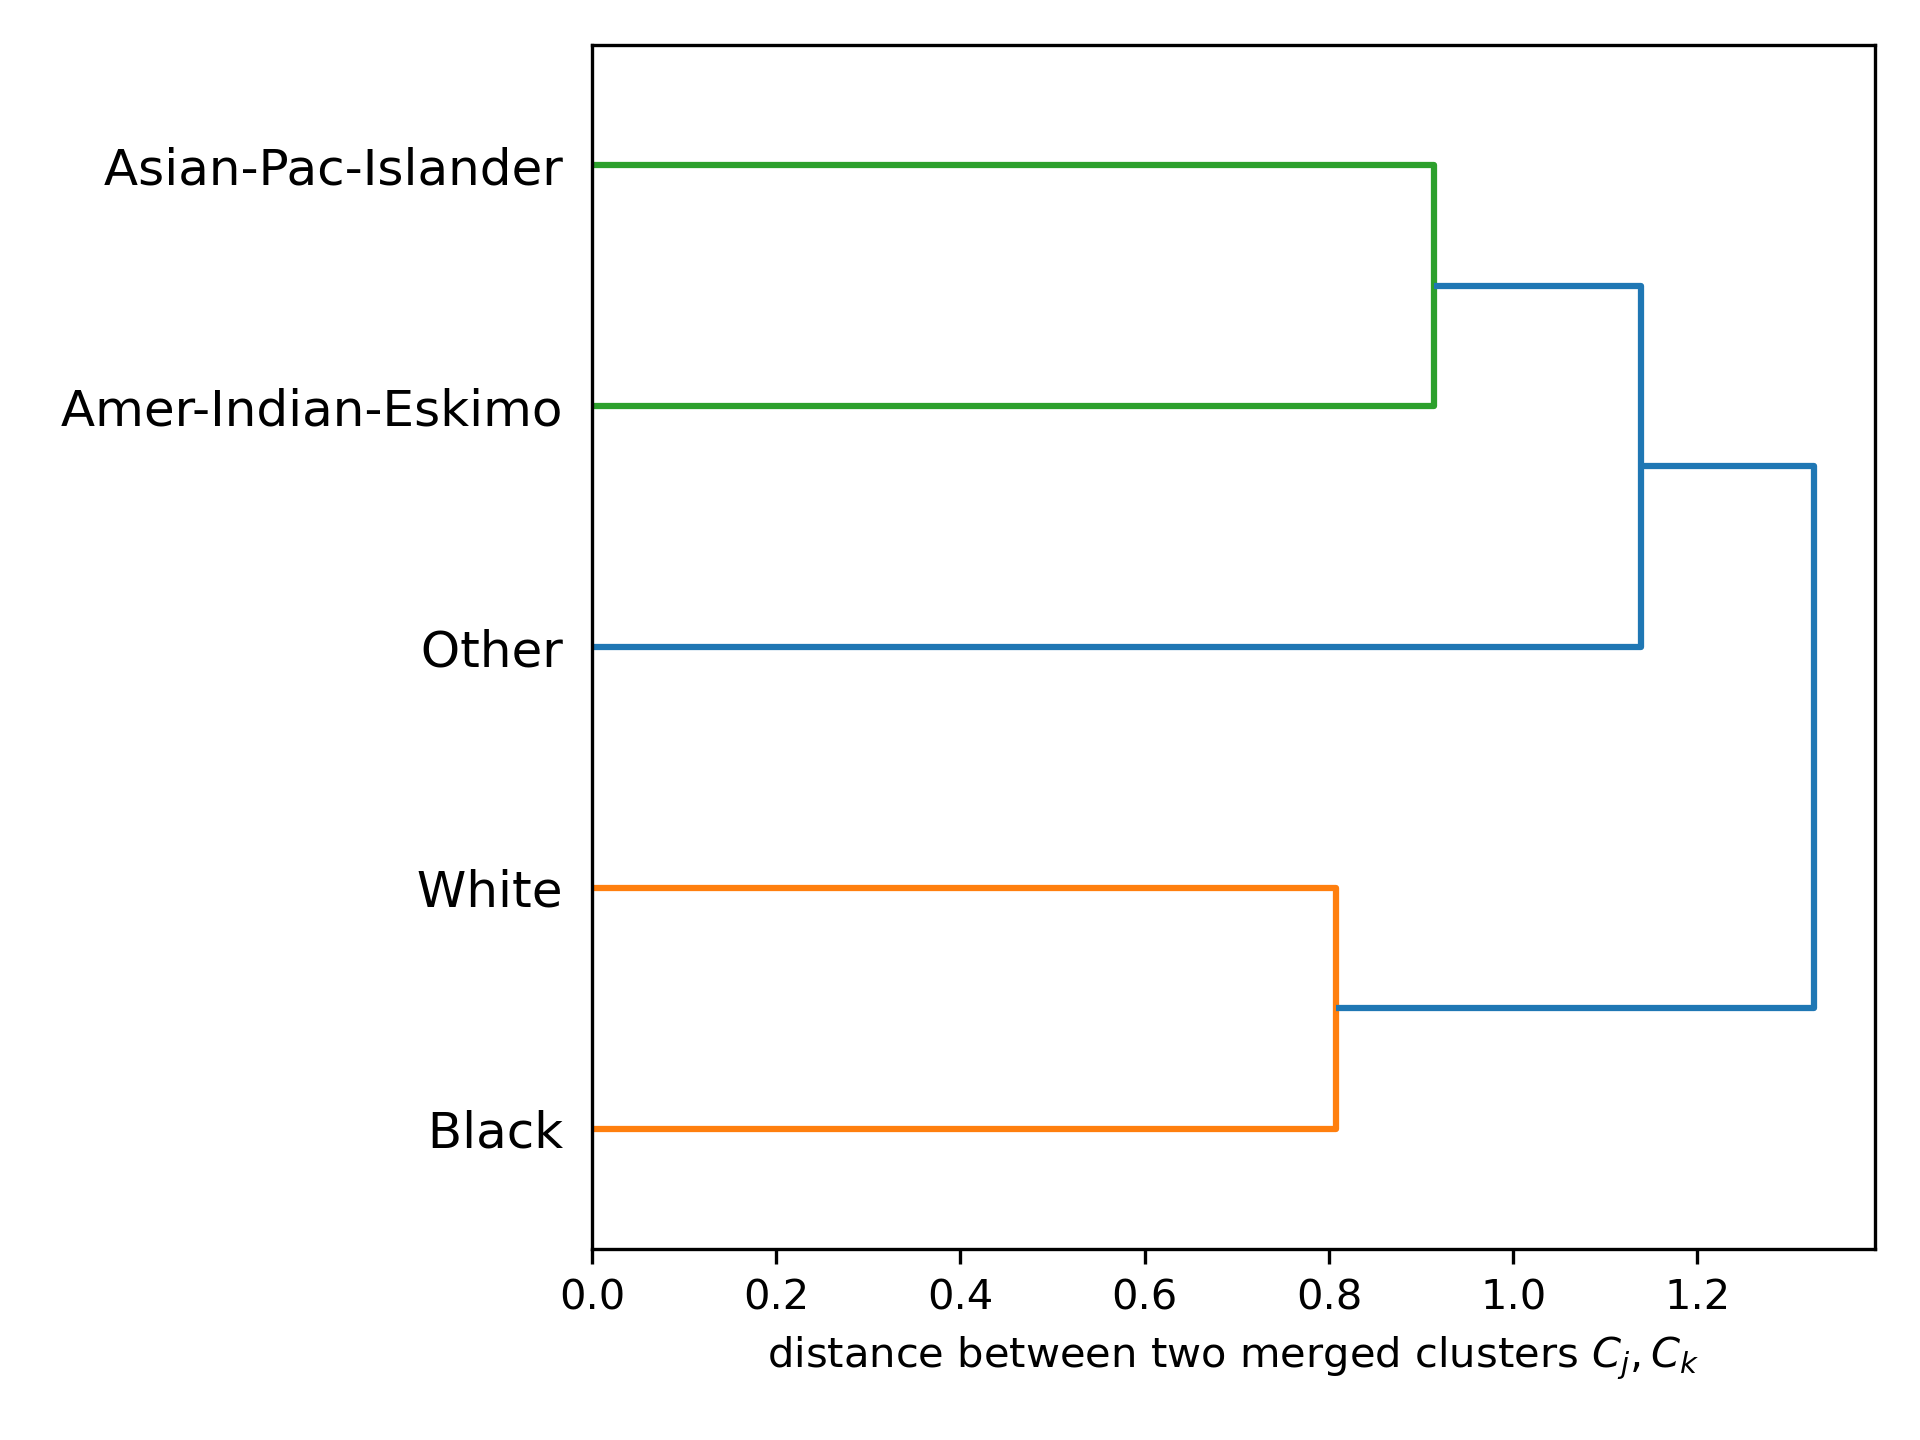 Asian-Pac-Islander
Amer-Indian-Eskimo
Other
White
Black
0.0 0.2 0.4 0.6 0.8 1.0 1.2
distance between two merged clusters C_j, C_k